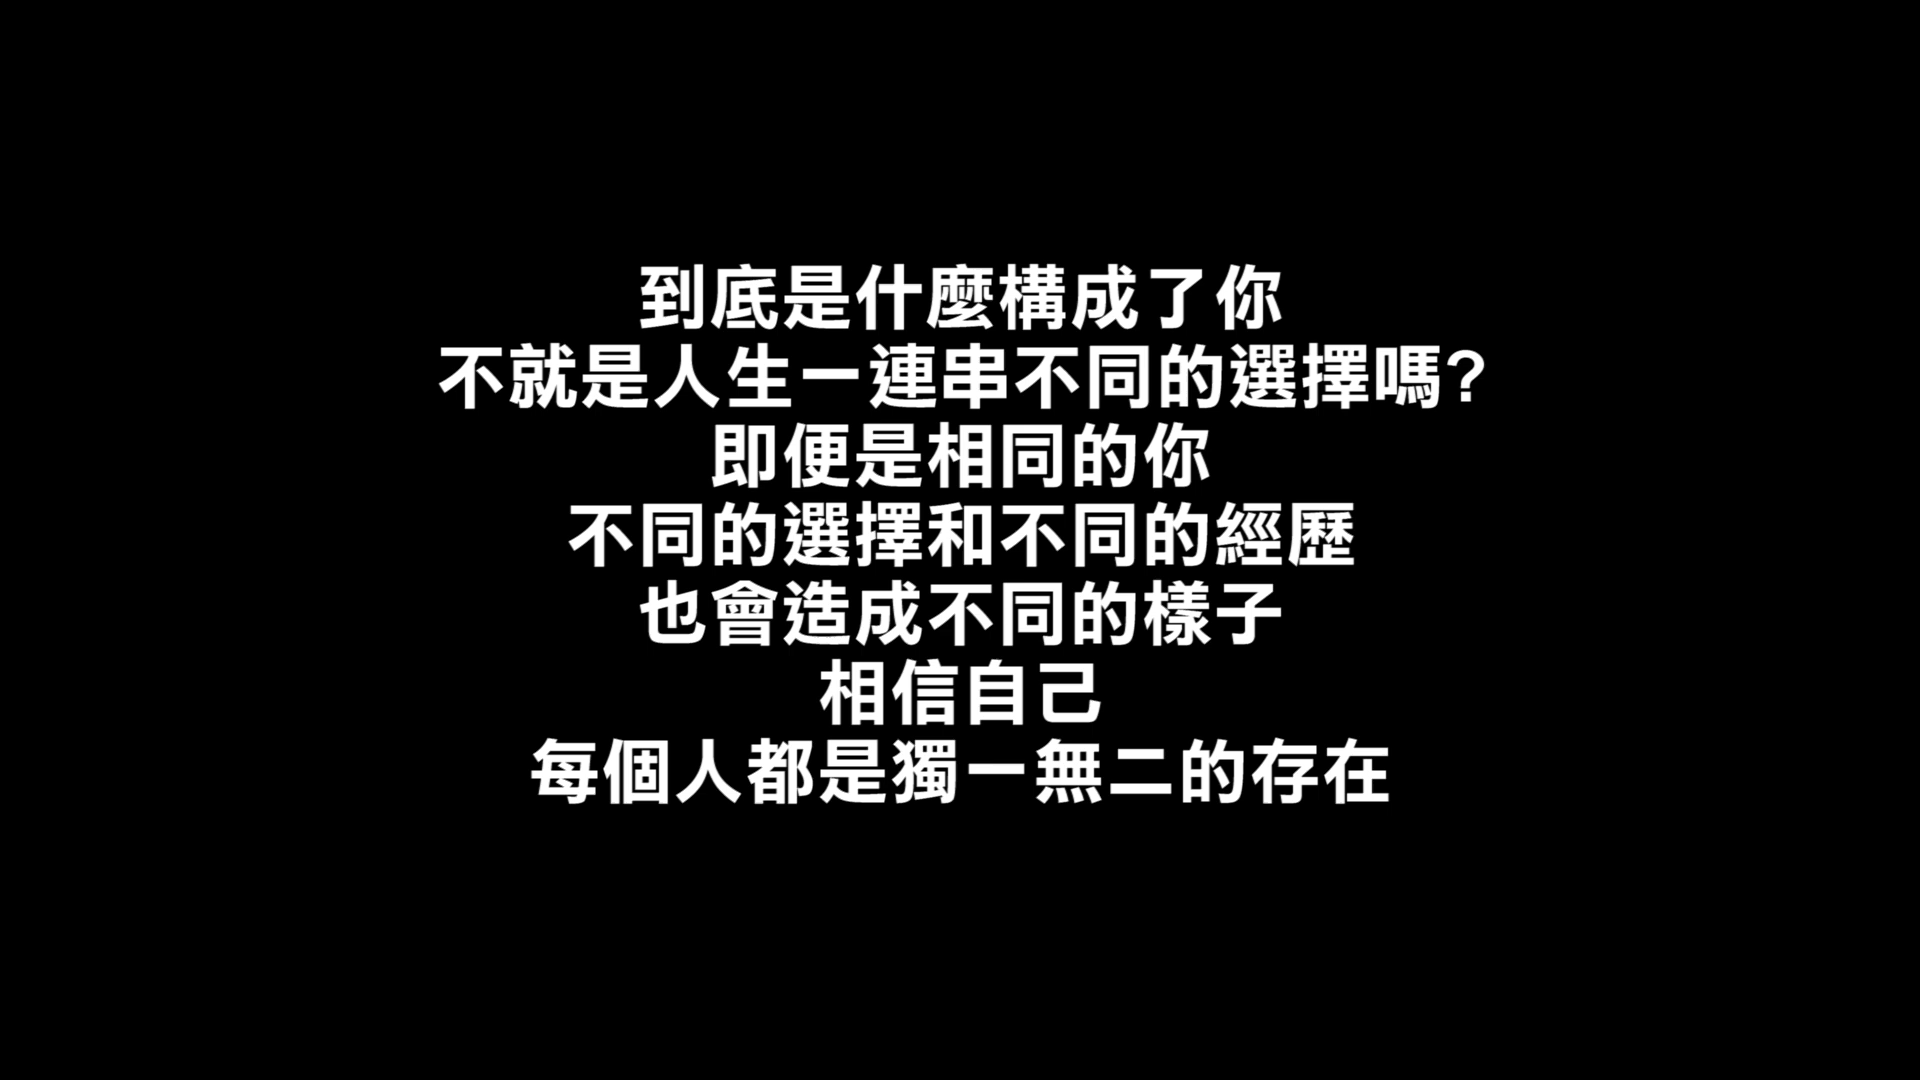 到底是什麼構成了你
不就是人生一連串不同的選擇嗎?
即便是相同的你
不同的選擇和不同的經歷
也會造成不同的樣子
相信自己
每個人都是獨一無二的存在